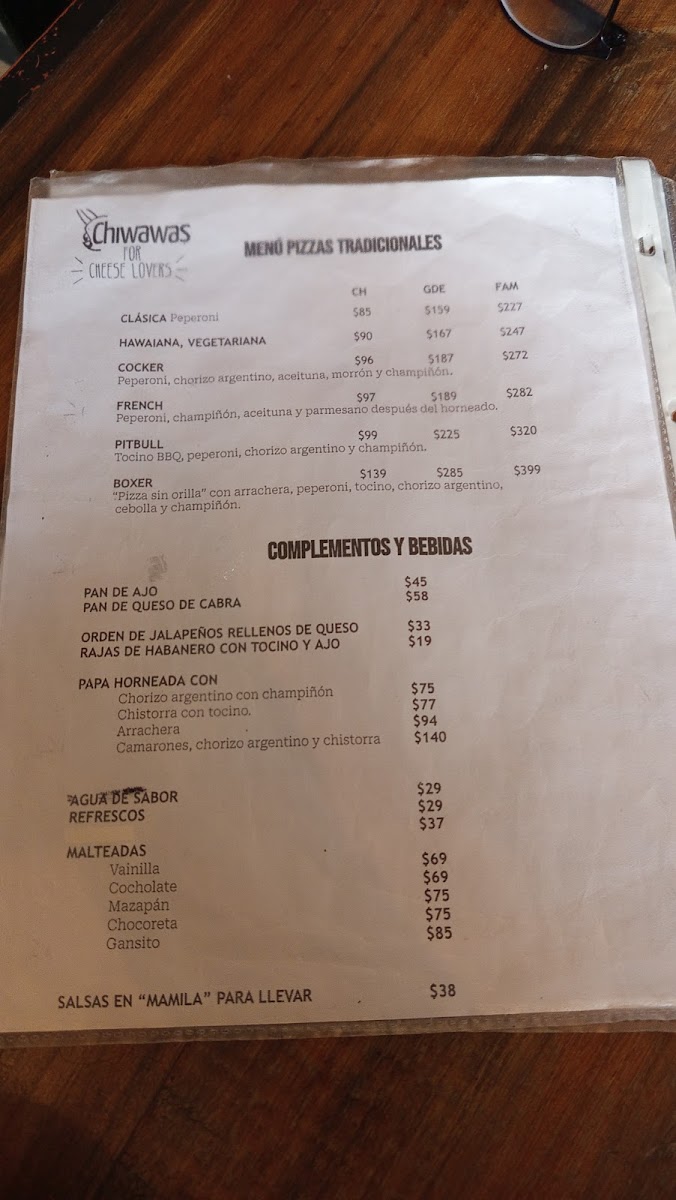 Chiwawas
FOR
CHEESE LOVERS
MENÚ PIZZAS TRADICIONALES
CH GDE FAM
CLÁSICA Peperoni $85 $159 $227
HAWAIANA, VEGETARIANA $90 $167 $247
COCKER $96 $187 $272
Peperoni, chorizo argentino, aceituna, morrón y champiñón.
FRENCH $97 $189 $282
Peperoni, champiñón, aceituna y parmesano después del horneado.
PITBULL $99 $225 $320
Tocino BBQ, peperoni, chorizo argentino y champiñón.
BOXER $139 $285 $399
"Pizza sin orilla" con arrachera, peperoni, tocino, chorizo argentino,
cebolla y champiñón.
COMPLEMENTOS Y BEBIDAS
PAN DE AJO $45
PAN DE QUESO DE CABRA $58
ORDEN DE JALAPEÑOS RELLENOS DE QUESO $33
RAJAS DE HABANERO CON TOCINO Y AJO $19
PAPA HORNEADA CON
Chorizo argentino con champiñón $75
Chistorra con tocino. $77
Arrachera $94
Camarones, chorizo argentino y chistorra $140
AGUA DE SABOR $29
REFRESCOS $29
$37
MALTEADAS
Vainilla $69
Cocholate $69
Mazapán $75
Chocoreta $75
Gansito $85
SALSAS EN "MAMILA" PARA LLEVAR $38